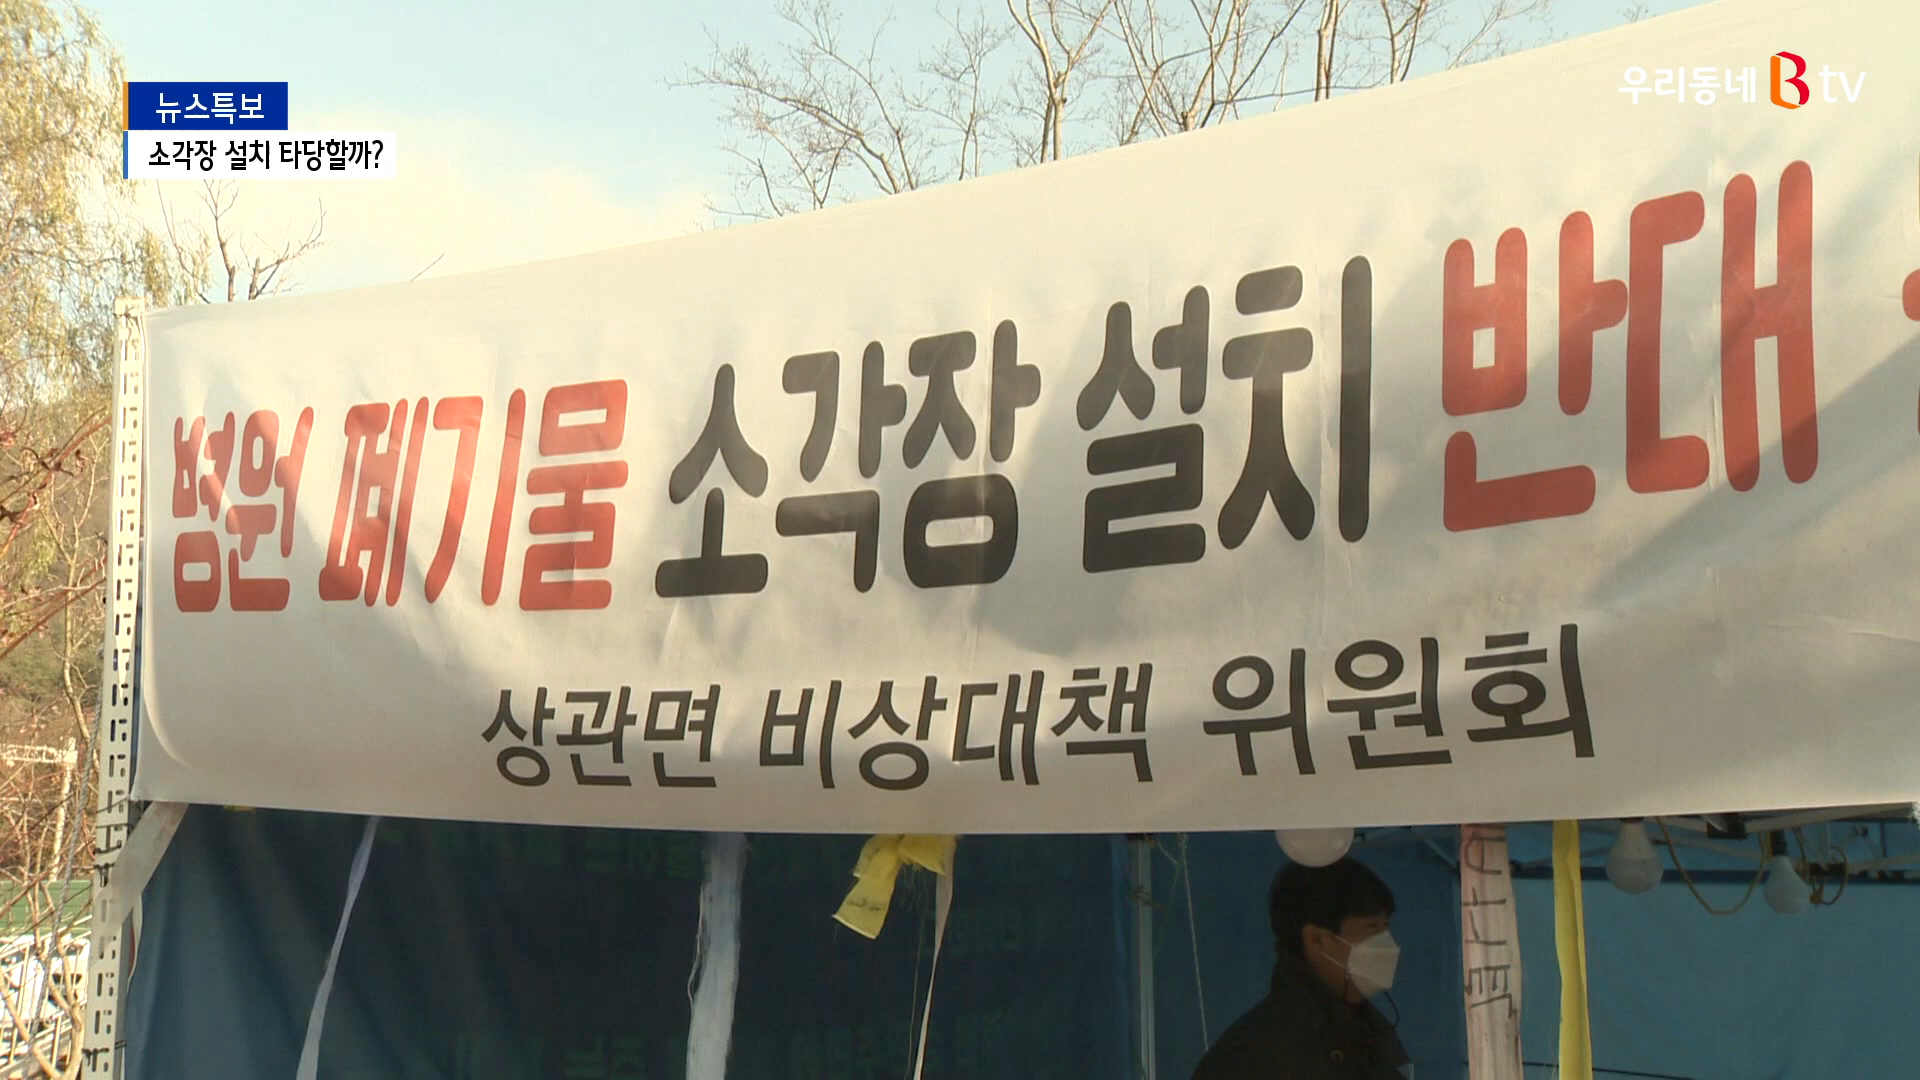 뉴스특보
소각장 설치 타당할까?
우리동네 B tv
병원 폐기물 소각장 설치 반대
상관면 비상대책 위원회